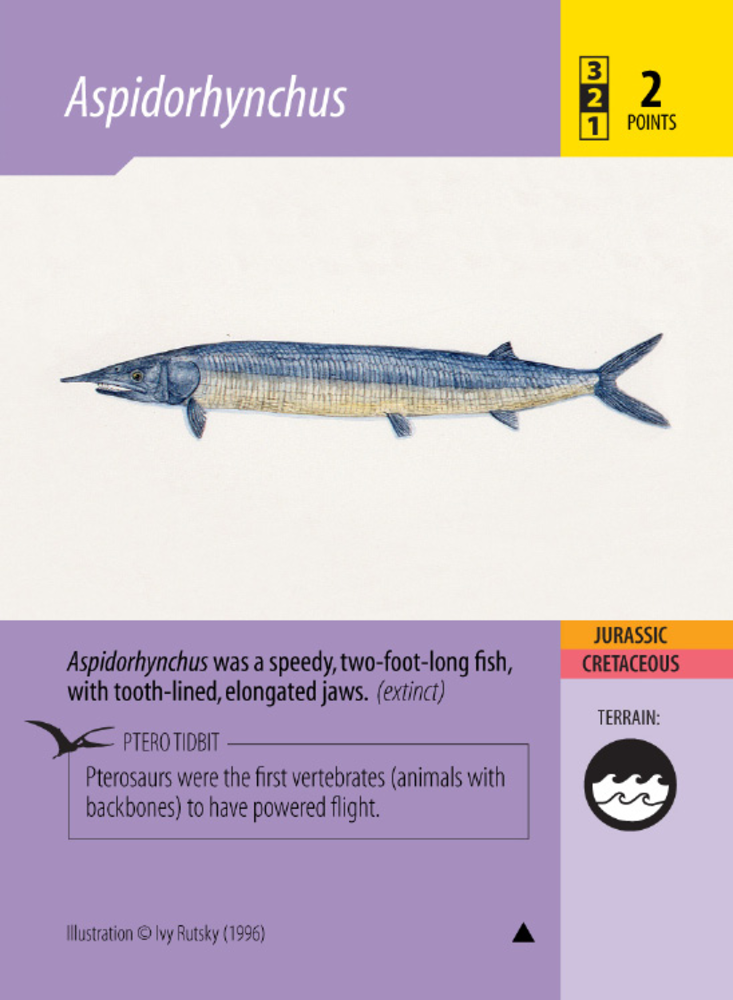 Aspidorhynchus
3
2
1
2
POINTS
JURASSIC
CRETACEOUS
TERRAIN:
Aspidorhynchus was a speedy, two-foot-long fish,
with tooth-lined, elongated jaws. (extinct)
PTERO TIDBIT
Pterosaurs were the first vertebrates (animals with
backbones) to have powered flight.
Illustration © Ivy Rutsky (1996)